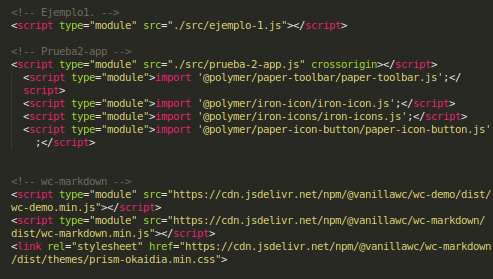 <!-- Ejemplo1. -->
<script type="module" src="./src/ejemplo-1.js"></script>
<!-- Prueba2-app -->
<script type="module" src="./src/prueba-2-app.js" crossorigin></script>
<script type="module">import '@polymer/paper-toolbar/paper-toolbar.js';</
script>
<script type="module">import '@polymer/iron-icon/iron-icon.js';</script>
<script type="module">import '@polymer/iron-icons/iron-icons.js';</script>
<script type="module">import '@polymer/paper-icon-button/paper-icon-button.js'
;</script>
<!-- wc-markdown -->
<script type="module" src="https://cdn.jsdelivr.net/npm/@vanillawc/wc-demo/dist/
wc-demo.min.js"></script>
<script type="module" src="https://cdn.jsdelivr.net/npm/@vanillawc/wc-markdown/
dist/wc-markdown.min.js"></script>
<link rel="stylesheet" href="https://cdn.jsdelivr.net/npm/@vanillawc/wc-markdown
/dist/themes/prism-okaidia.min.css">